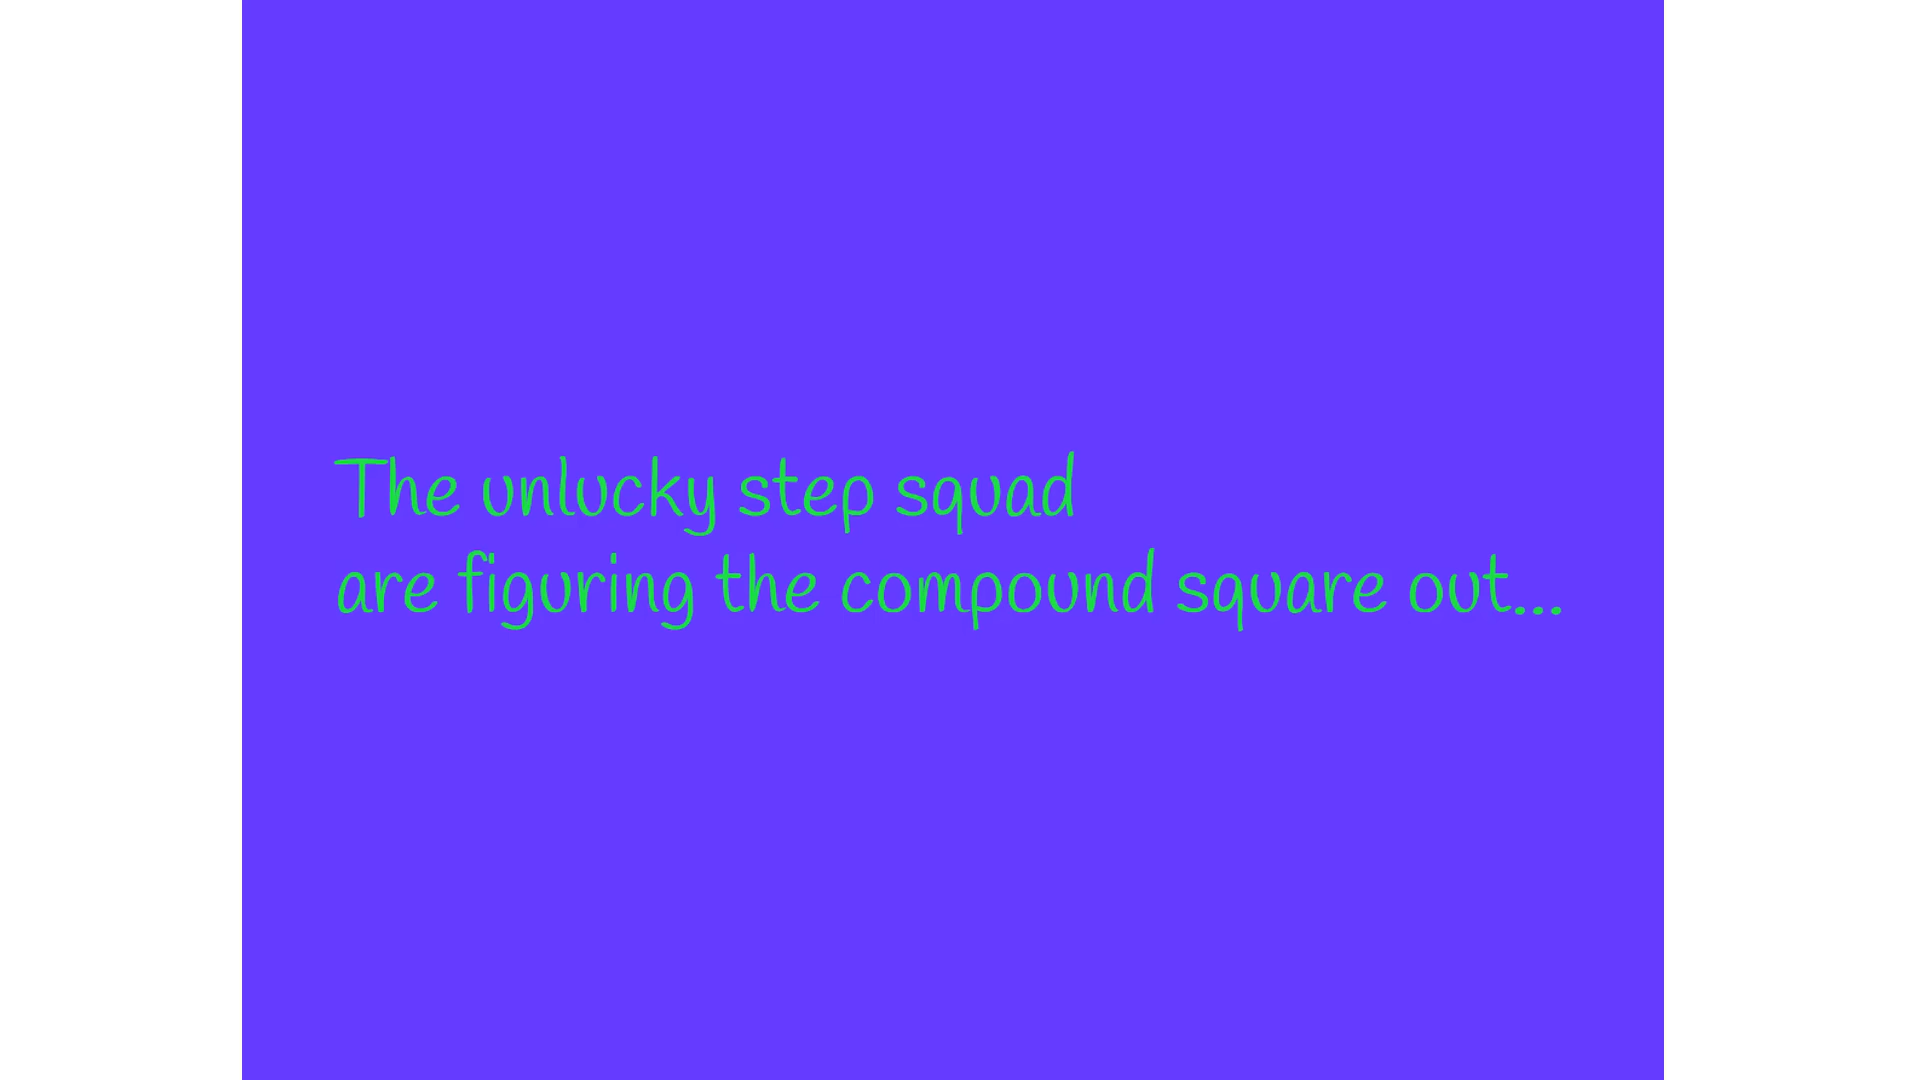 The unlucky step squad
are figuring the compound square out...